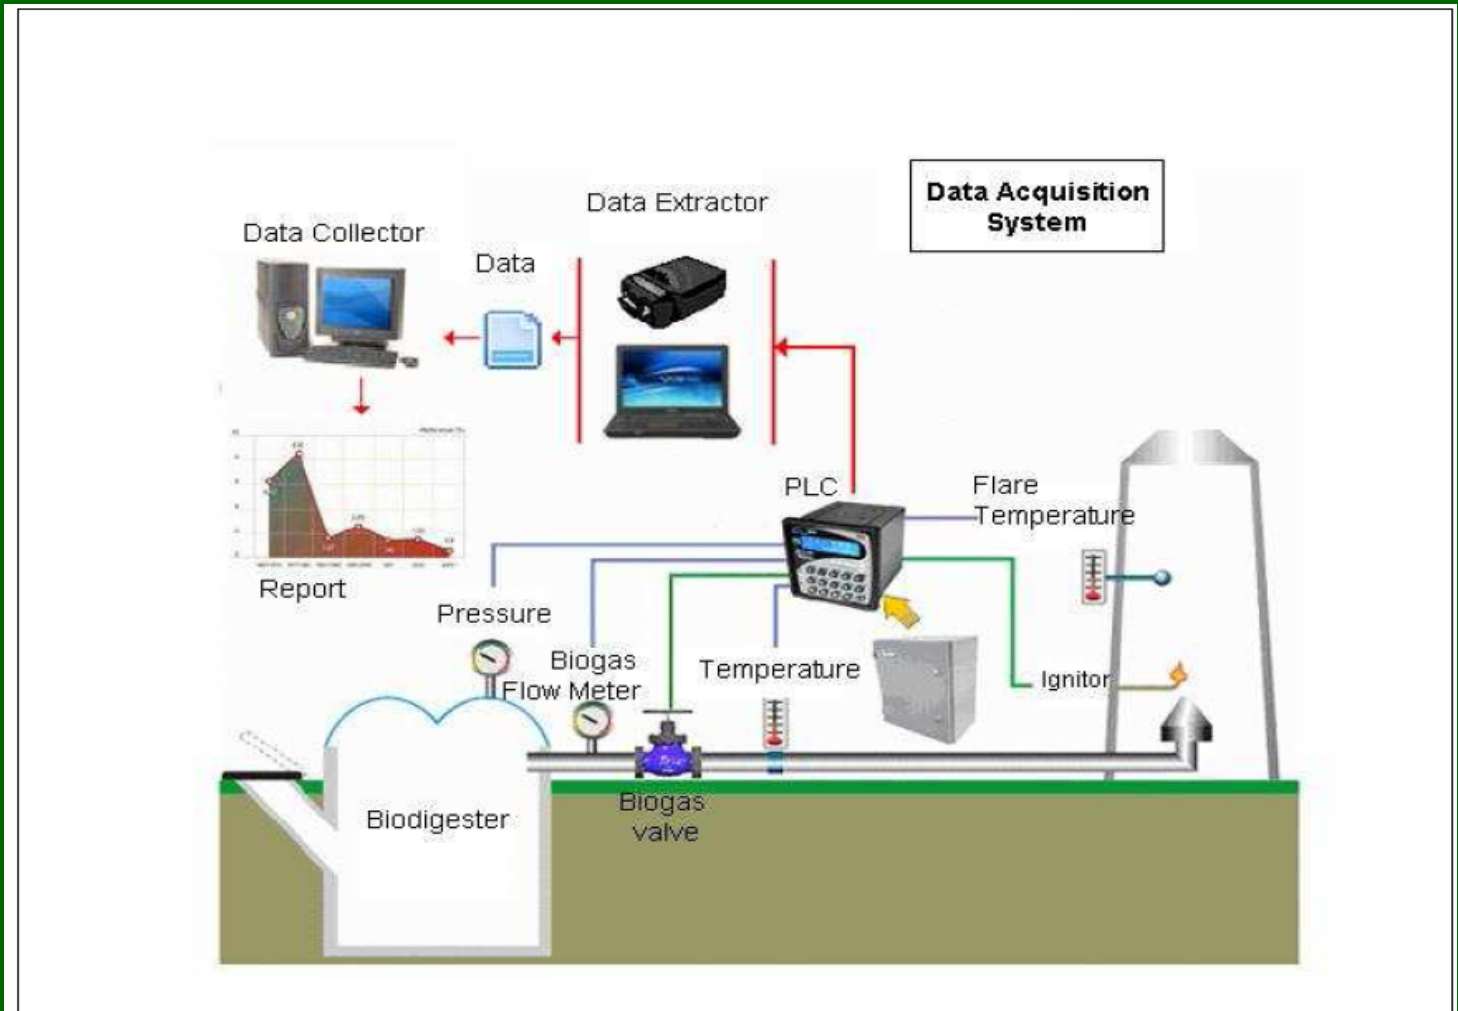 Data Acquisition
System
Data Extractor
Data Collector
Data
PLC
Flare
Temperature
Report
Pressure
Biogas
Flow Meter
Temperature
Ignitor
Biodigester
Biogas
valve